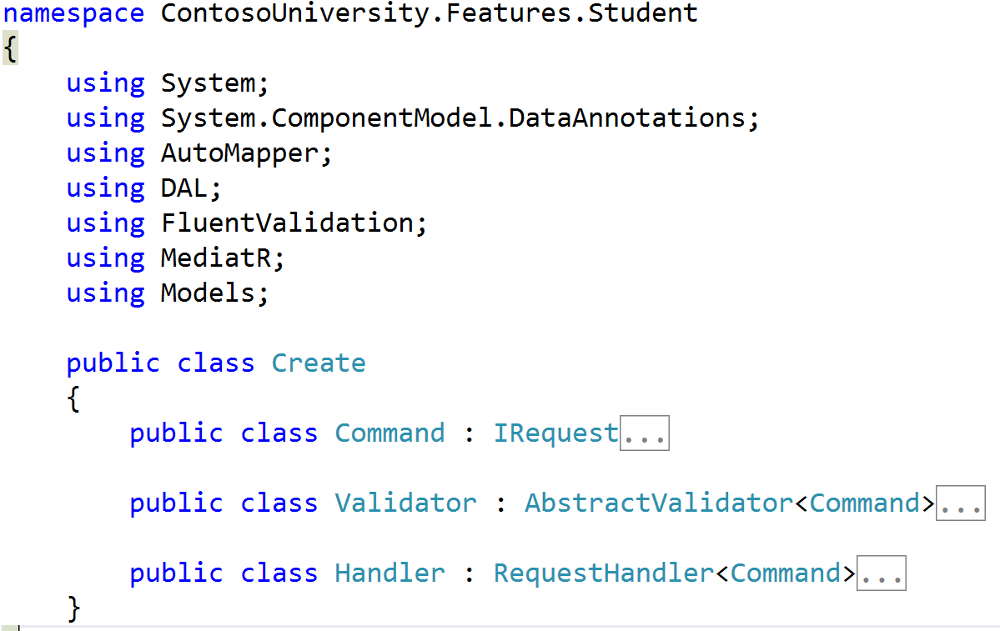 namespace ContosoUniversity.Features.Student
{
    using System;
    using System.ComponentModel.DataAnnotations;
    using AutoMapper;
    using DAL;
    using FluentValidation;
    using MediatR;
    using Models;

    public class Create
    {
        public class Command : IRequest...

        public class Validator : AbstractValidator<Command>...

        public class Handler : RequestHandler<Command>...
    }